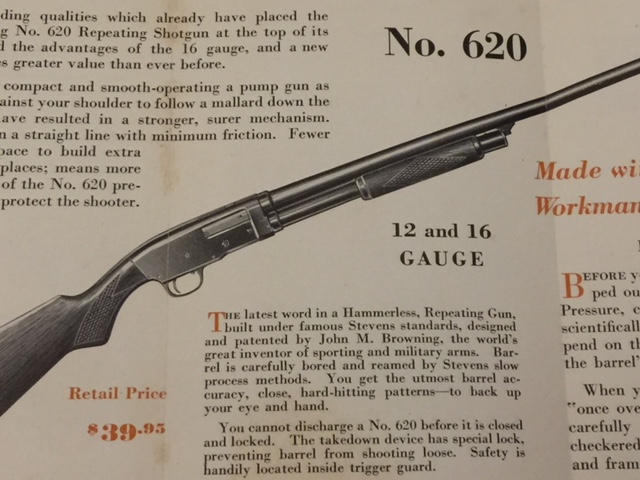 ding qualities which already have placed the
g No. 620 Repeating Shotgun at the top of its
d the advantages of the 16 gauge, and a new
es greater value than ever before.
compact and smooth-operating a pump gun as
ainst your shoulder to follow a mallard down the
have resulted in a stronger, surer mechanism.
n a straight line with minimum friction. Fewer
pace to build extra
places; means more
of the No. 620 pre-
protect the shooter.
No. 620
12 and 16
GAUGE
Retail Price
$39.95
THE latest word in a Hammerless, Repeating Gun,
built under famous Stevens standards, designed
and patented by John M. Browning, the world's
great inventor of sporting and military arms. Bar-
rel is carefully bored and reamed by Stevens slow
process methods. You get the utmost barrel ac-
curacy, close, hard-hitting patterns—to back up
your eye and hand.
You cannot discharge a No. 620 before it is closed
and locked. The takedown device has special lock,
preventing barrel from shooting loose. Safety is
handily located inside trigger guard.
Made wi
Workman
BEFORE y
ped ou
Pressure, c
scientifical
pend on t
the barrel'
When y
"once ove
carefully
checkered
and fram